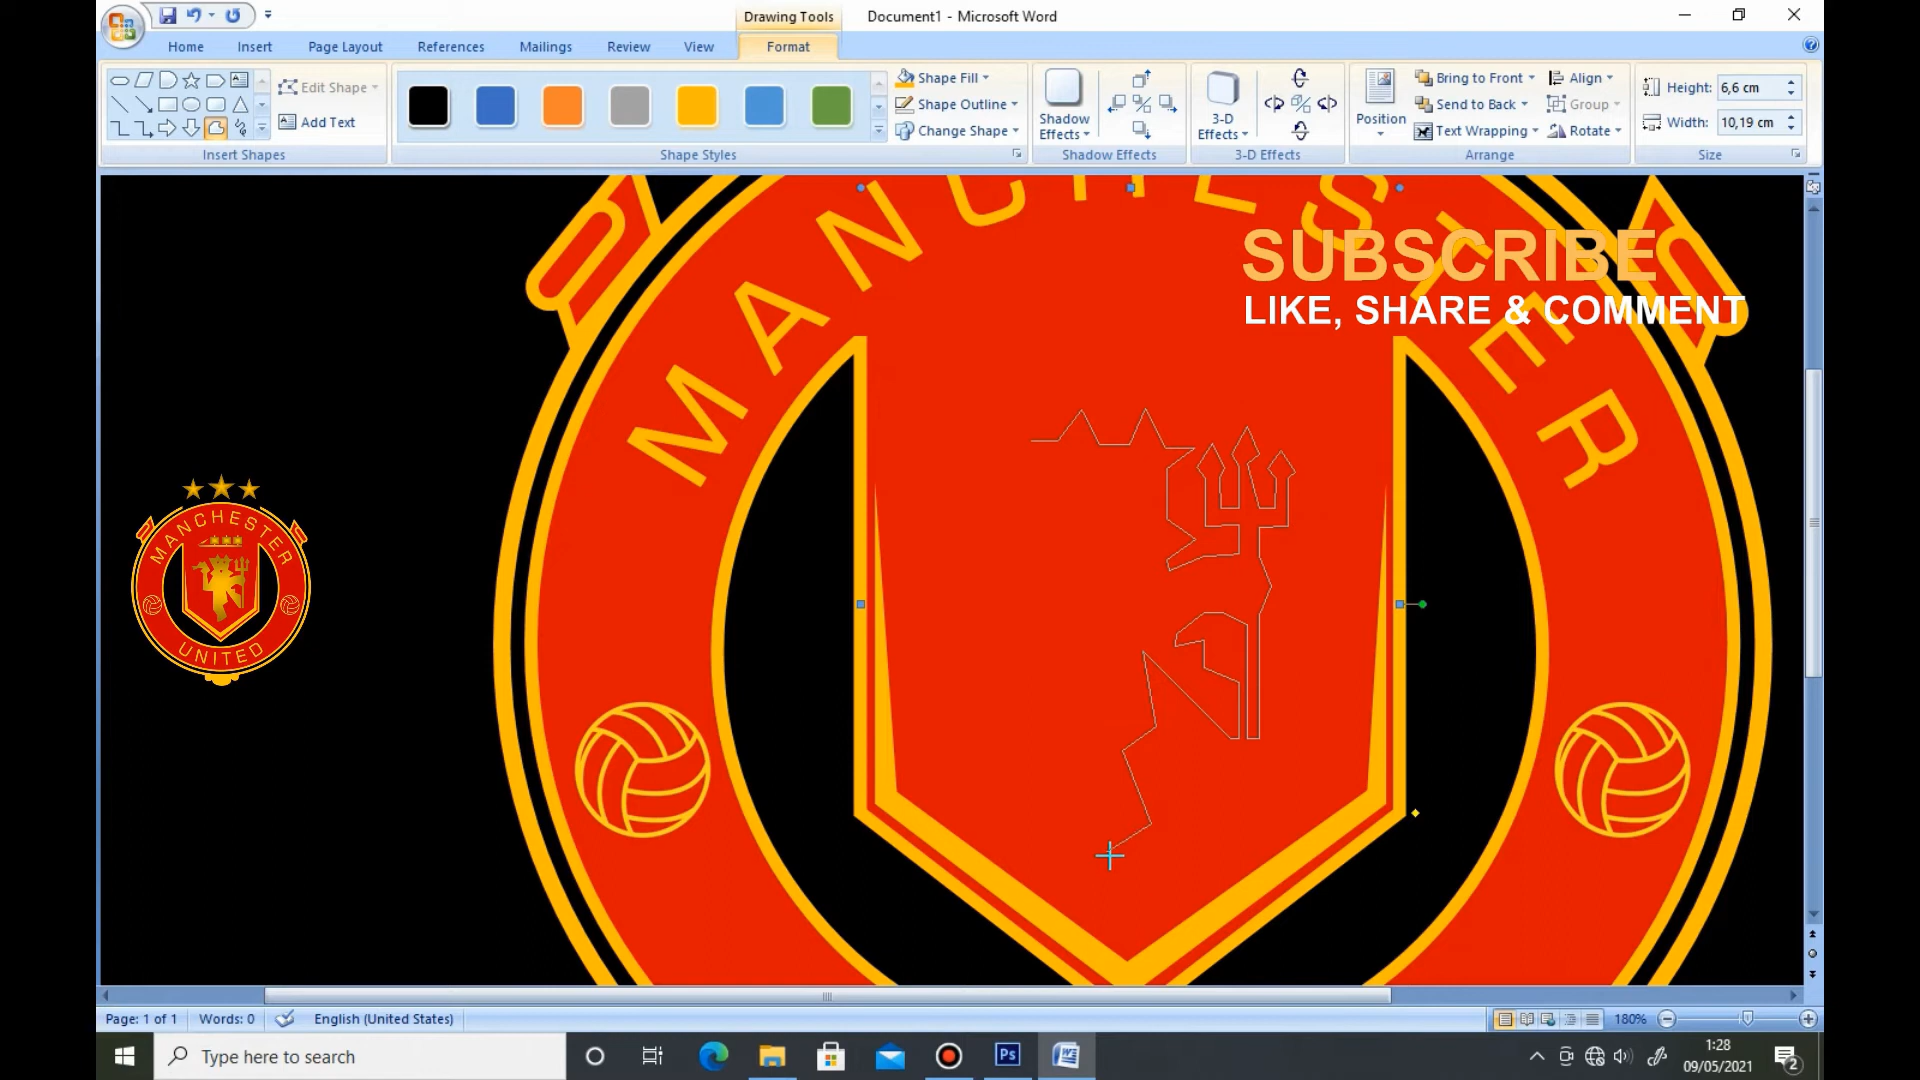 Drawing Tools
Document1 - Microsoft Word
Home
Insert
Page Layout
References
Mailings
Review
View
Format
Edit Shape
Add Text
Insert Shapes
Shape Fill
Shape Outline
Change Shape
Shape Styles
Shadow
Effects
Shadow Effects
3-D
Effects
3-D Effects
Position
Bring to Front
Send to Back
Text Wrapping
Align
Group
Rotate
Arrange
Height:
6,6 cm
Width:
10,19 cm
Size
MANCHESTER
SUBSCRIBE
LIKE, SHARE & COMMENT
MANCHESTER
UNITED
Page: 1 of 1
Words: 0
English (United States)
180%
Type here to search
Ps
W
1:28
09/05/2021
2